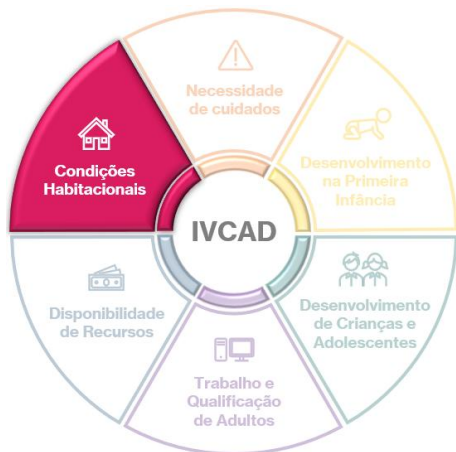 Necessidade
de cuidados
Desenvolvimento
na Primeira
Infância
Desenvolvimento
de Crianças e
Adolescentes
Trabalho e
Qualificação
de Adultos
Disponibilidade
de Recursos
Condições
Habitacionais
IVCAD